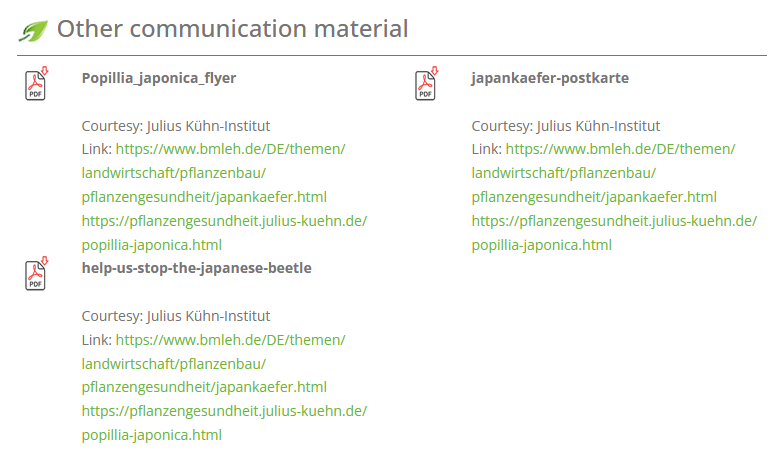 Other communication material
PDF
Popillia_japonica_flyer
Courtesy: Julius Kühn-Institut
Link: https://www.bmleh.de/DE/themen/
landwirtschaft/pflanzenbau/
pflanzengesundheit/japankaefer.html
https://pflanzengesundheit.julius-kuehn.de/
popillia-japonica.html
PDF
japankaefer-postkarte
Courtesy: Julius Kühn-Institut
Link: https://www.bmleh.de/DE/themen/
landwirtschaft/pflanzenbau/
pflanzengesundheit/japankaefer.html
https://pflanzengesundheit.julius-kuehn.de/
popillia-japonica.html
PDF
help-us-stop-the-japanese-beetle
Courtesy: Julius Kühn-Institut
Link: https://www.bmleh.de/DE/themen/
landwirtschaft/pflanzenbau/
pflanzengesundheit/japankaefer.html
https://pflanzengesundheit.julius-kuehn.de/
popillia-japonica.html